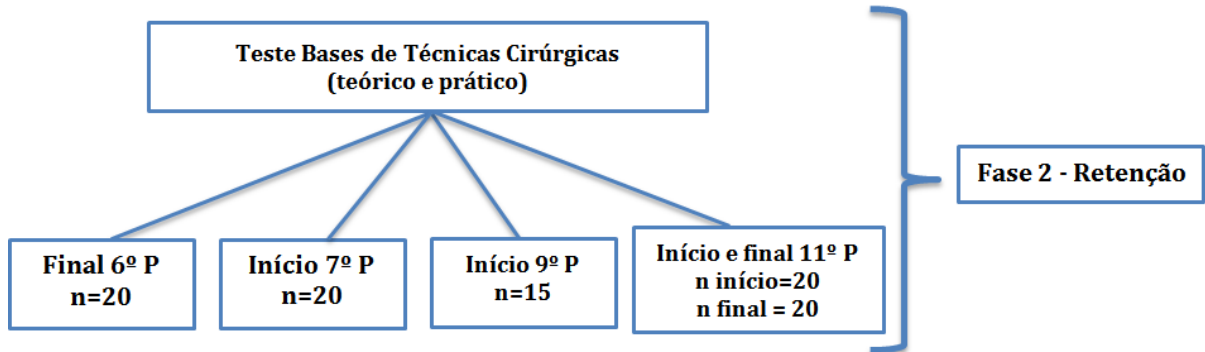 Teste Bases de Técnicas Cirúrgicas
(teórico e prático)
Fase 2 - Retenção
Final 6º P
n=20
Início 7º P
n=20
Início 9º P
n=15
Início e final 11º P
n início=20
n final = 20